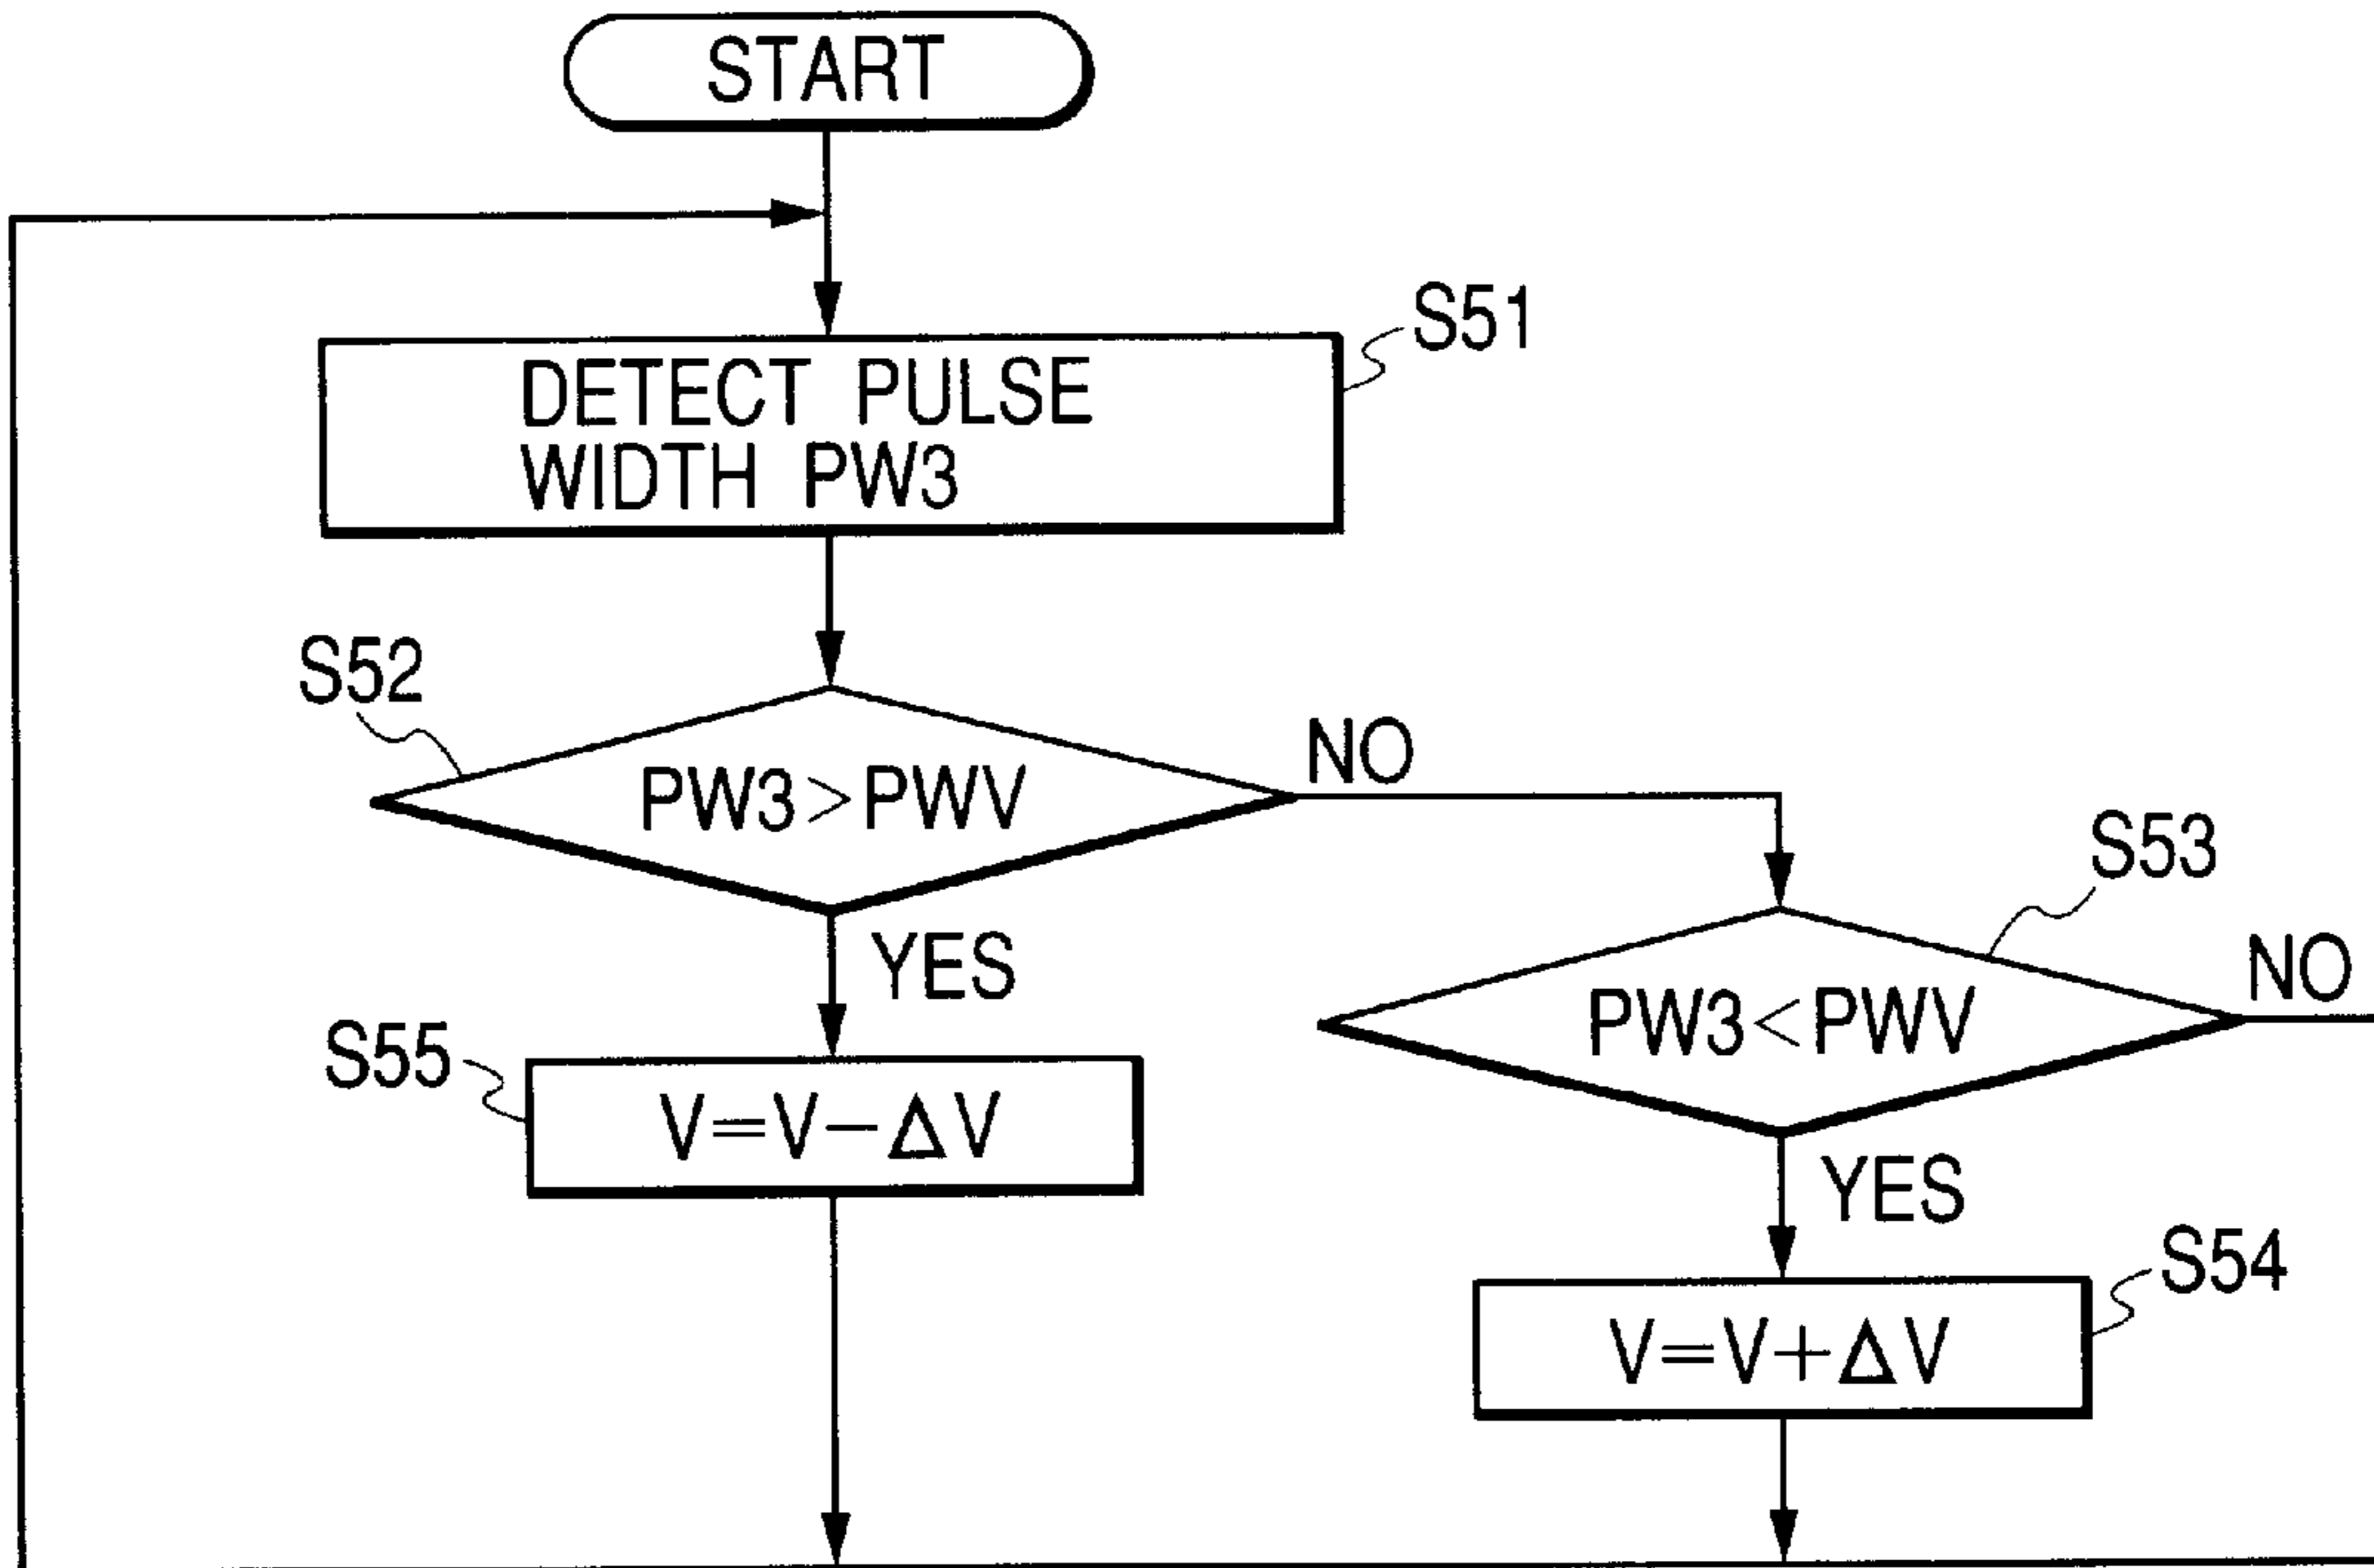 START
S51
DETECT PULSE
WIDTH PW3
S52
PW3>PWV
NO
S53
YES
PW3<PWV
NO
S55
V=V−ΔV
YES
S54
V=V+ΔV